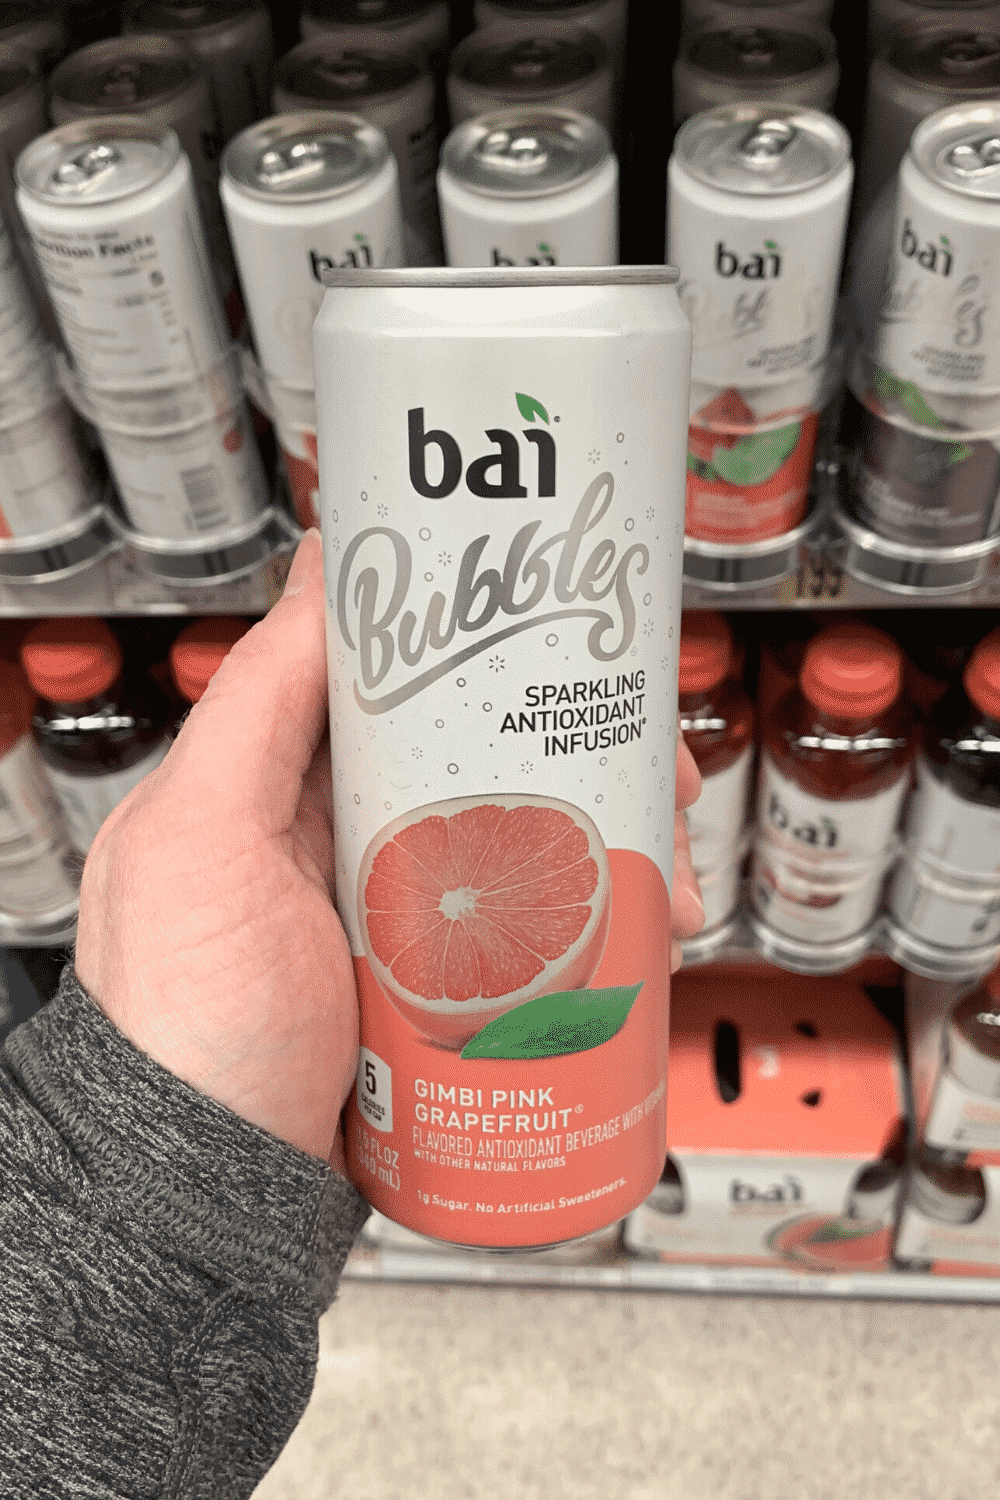 bai
bai
bai
bai
bai®
Bubbles®
SPARKLING
ANTIOXIDANT
INFUSION®
5
GIMBI PINK
GRAPEFRUIT®
FLAVORED ANTIOXIDANT BEVERAGE WITH
WITH OTHER NATURAL FLAVORS
FL OZ
1g Sugar. No Artificial Sweeteners.
bai
bai